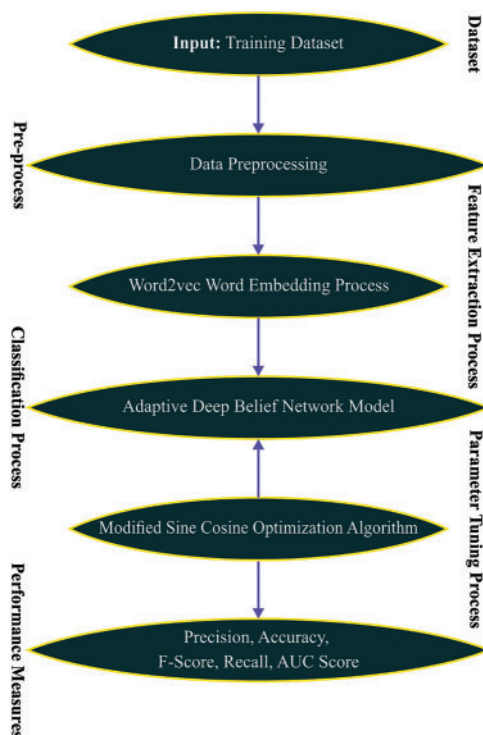 Input: Training Dataset
Dataset
Pre-process
Data Preprocessing
Feature Extraction Process
Word2vec Word Embedding Process
Classification Process
Adaptive Deep Belief Network Model
Parameter Tuning Process
Modified Sine Cosine Optimization Algorithm
Performance Measures
Precision, Accuracy,
F-Score, Recall, AUC Score